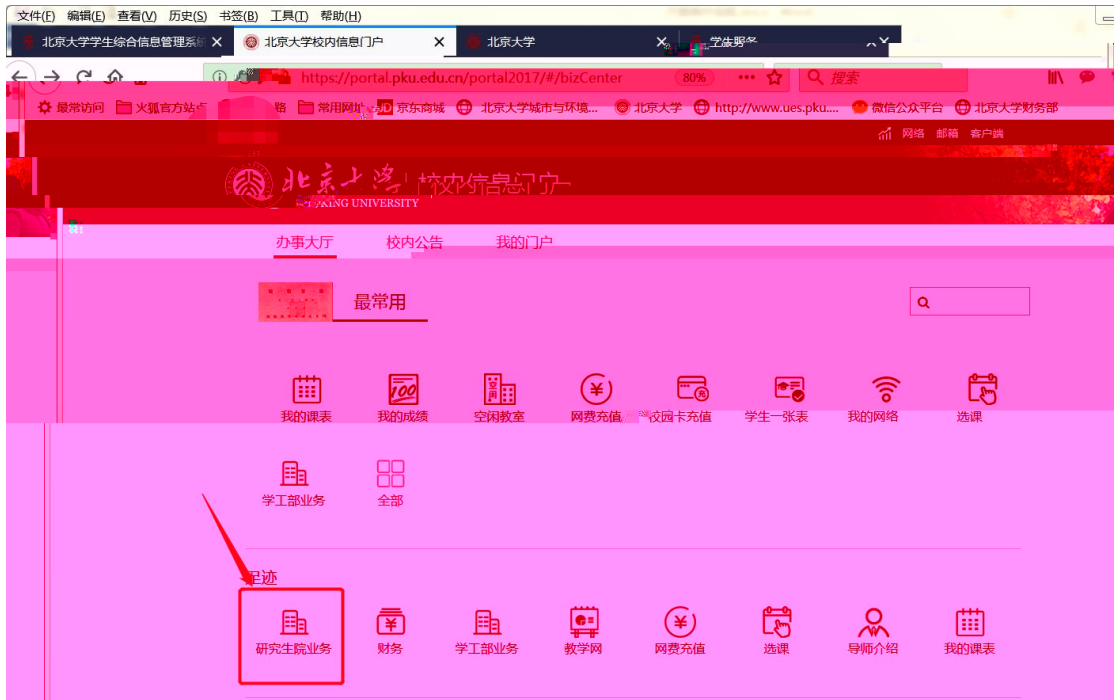 文件(F) 编辑(E) 查看(V) 历史(S) 书签(B) 工具(T) 帮助(H)
北京大学学生综合信息管理系统 × 北京大学校内信息门户 × 北京大学 ×
https://portal.pku.edu.cn/portal2017/#/bizCenter 80% ••• 搜索
最常访问 火狐官方站点 常用网址 JD 京东商城 北京大学城市与环境... 北京大学 http://www.ues.pku.... 微信公众平台 北京大学财务部
网络 邮箱 客户端
北京大学 校内信息门户
PEKING UNIVERSITY
办事大厅 校内公告 我的门户
最常用
我的课表 我的成绩 空闲教室 网费充值 校园卡充值 学生一张表 我的网络 选课
学工部业务 全部
足迹
研究生院业务 财务 学工部业务 教学网 网费充值 选课 导师介绍 我的课表